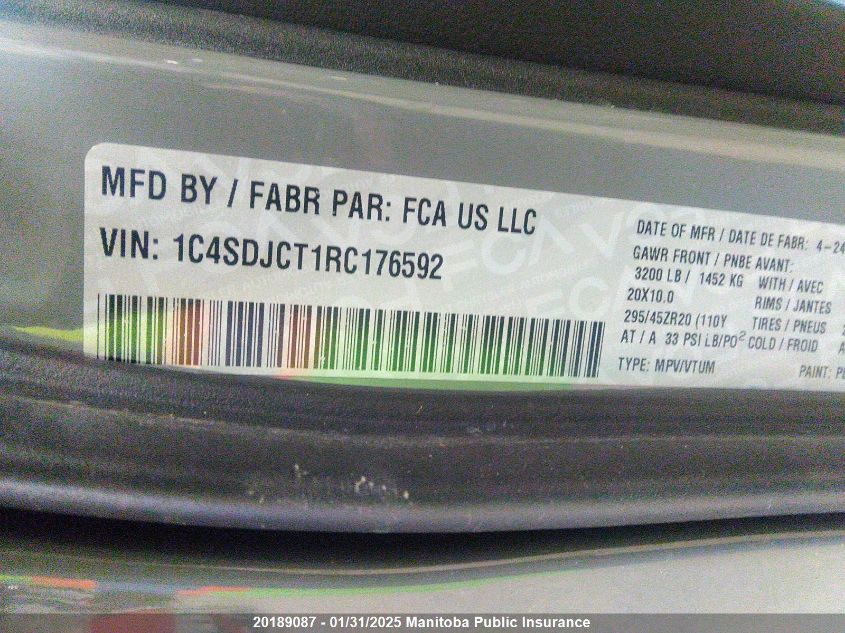 MFD BY / FABR PAR: FCA US LLC
VIN: 1C4SDJCT1RC176592
DATE OF MFR / DATE DE FABR: 4-24
GAWR FRONT / PNBE AVANT:
3200 LB / 1452 KG WITH / AVEC
20X10.0 RIMS / JANTES
295/45ZR20 (110Y TIRES / PNEUS
AT / A 33 PSI LB/PO² COLD / FROID
TYPE: MPV/VTUM PAINT:
20189087 - 01/31/2025 Manitoba Public Insurance